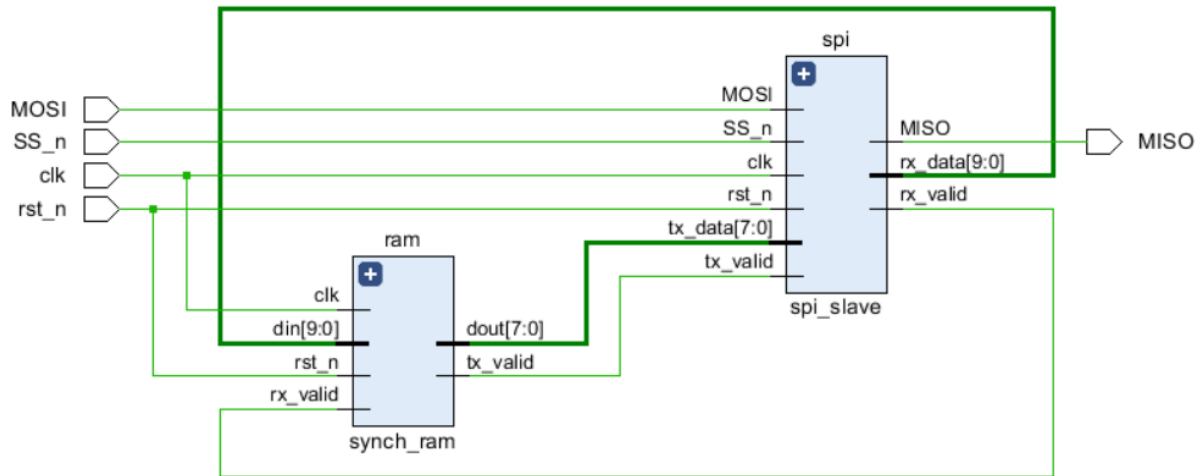 spi
MOSI
SS_n
clk
rst_n
MOSI
SS_n
clk
rst_n
tx_data[7:0]
tx_valid
MISO
rx_data[9:0]
rx_valid
MISO
spi_slave
ram
clk
din[9:0]
rst_n
rx_valid
dout[7:0]
tx_valid
synch_ram